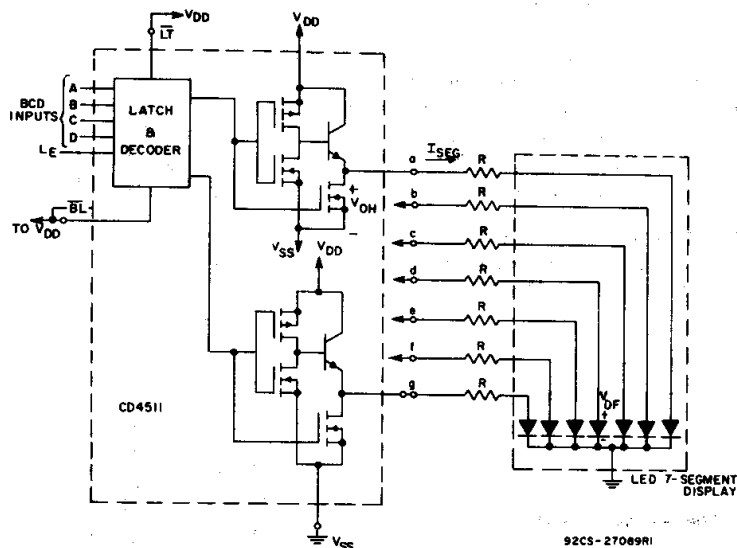 VDD
LT
VDD
BCD INPUTS
A
B
C
D
LE
LATCH & DECODER
BL
TO VDD
a
ISEG
R
+
VOH
-
b
R
VSS
c
R
VDD
d
R
e
R
f
R
g
R
CD4511
VDF
+
-
LED 7-SEGMENT DISPLAY
VSS
92CS-27089R1